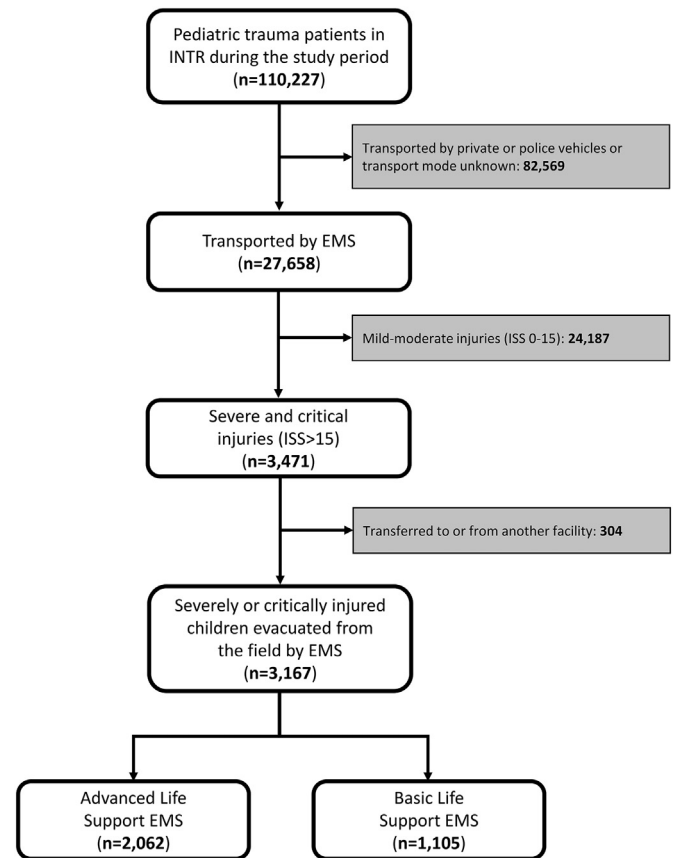 Pediatric trauma patients in
INTR during the study period
(n=110,227)
Transported by private or police vehicles or
transport mode unknown: 82,569
Transported by EMS
(n=27,658)
Mild-moderate injuries (ISS 0-15): 24,187
Severe and critical
injuries (ISS>15)
(n=3,471)
Transferred to or from another facility: 304
Severely or critically injured
children evacuated from
the field by EMS
(n=3,167)
Advanced Life
Support EMS
(n=2,062)
Basic Life
Support EMS
(n=1,105)